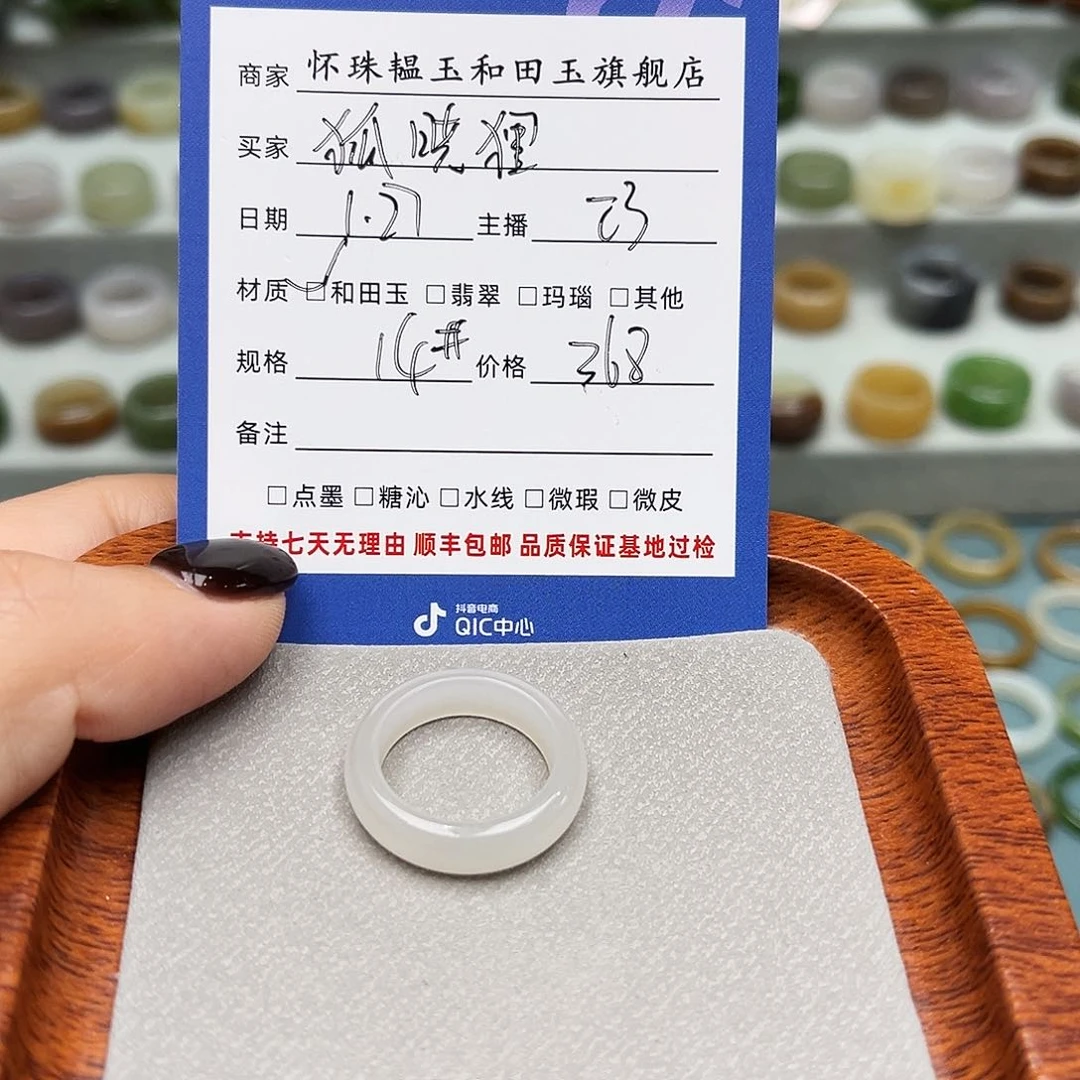 商家 怀珠韫玉和田玉旗舰店
买家 狐晓狸
日期 1.27 主播 巧
材质 ☑和田玉 □翡翠 □玛瑙 □其他
规格 14# 价格 368
备注
□点墨 □糖沁 □水线 □微瑕 □微皮
支持七天无理由 顺丰包邮 品质保证基地过检
抖音电商
QIC中心